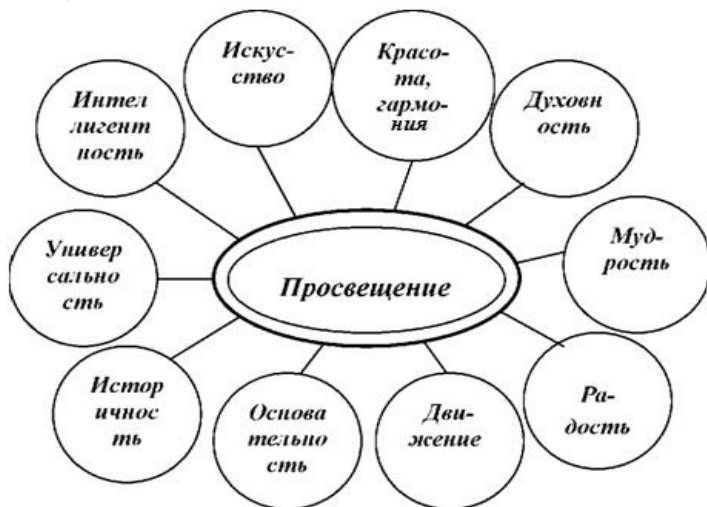 Искус-
ство
Красо-
та,
гармо-
ния
Интел
лигент
ность
Духовн
ость
Универ
сально
сть
Муд-
рость
Просвещение
Истор
ичнос
ть
Основа
тельно
сть
Дви-
жение
Ра-
дость